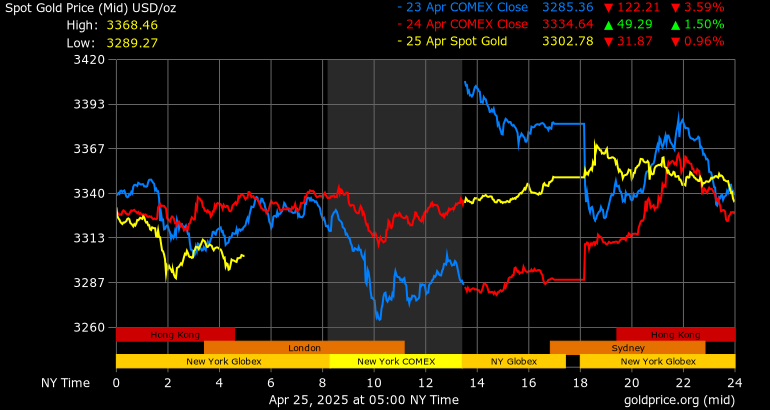 Spot Gold Price (Mid) USD/oz
High: 3368.46
Low: 3289.27
- 23 Apr COMEX Close 3285.36 ▼ 122.21 ▼ 3.59%
- 24 Apr COMEX Close 3334.64 ▲ 49.29 ▲ 1.50%
- 25 Apr Spot Gold 3302.78 ▼ 31.87 ▼ 0.96%
3420
3393
3367
3340
3313
3287
3260
Hong Kong Hong Kong
London Sydney
New York Globex New York COMEX NY Globex New York Globex
NY Time 0 2 4 6 8 10 12 14 16 18 20 22 24
Apr 25, 2025 at 05:00 NY Time goldprice.org (mid)